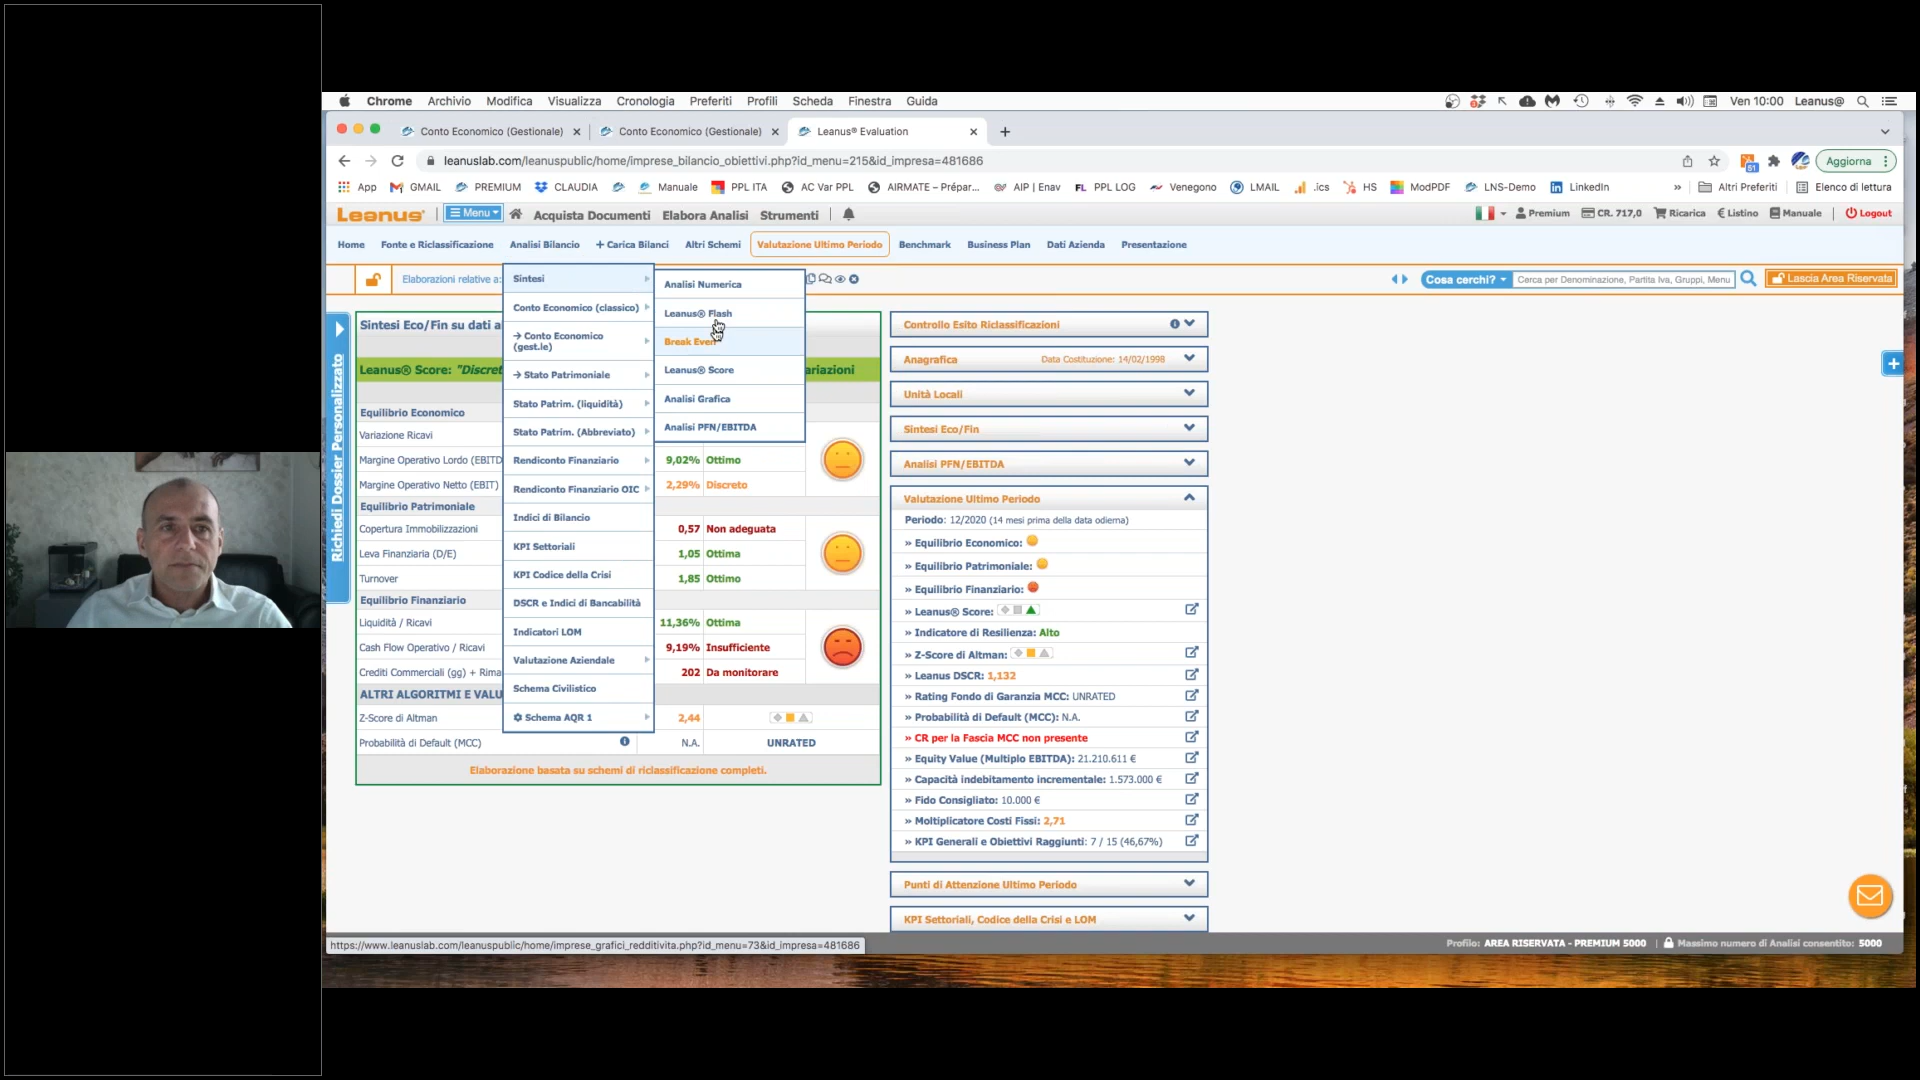 Chrome Archivio Modifica Visualizza Cronologia Preferiti Profili Scheda Finestra Guida
Ven 10:00 Leanus@
Conto Economico (Gestionale)
Conto Economico (Gestionale)
Leanus® Evaluation
leanuslab.com/leanuspublic/home/imprese_bilancio_obiettivi.php?id_menu=215&id_impresa=481686
Aggiorna
App GMAIL PREMIUM CLAUDIA Manuale PPL ITA AC Var PPL AIRMATE – Prépar... AIP | Enav PPL LOG Venegono LMAIL .ics HS ModPDF LNS-Demo LinkedIn » Altri Preferiti Elenco di lettura
Leanus® Menu Acquista Documenti Elabora Analisi Strumenti
Premium CR. 717,0 Ricarica Listino Manuale Logout
Home Fonte e Riclassificazione Analisi Bilancio + Carica Bilanci Altri Schemi Valutazione Ultimo Periodo Benchmark Business Plan Dati Azienda Presentazione
Elaborazioni relative a:
Cosa cerchi? Cerca per Denominazione, Partita Iva, Gruppi, Menu
Lascia Area Riservata
Richiedi Dossier Personalizzato
Sintesi
Conto Economico (classico)
→ Conto Economico
(gest.le)
→ Stato Patrimoniale
Stato Patrim. (liquidità)
Stato Patrim. (Abbreviato)
Rendiconto Finanziario
Rendiconto Finanziario OIC
Indici di Bilancio
KPI Settoriali
KPI Codice della Crisi
DSCR e Indici di Bancabilità
Indicatori LOM
Valutazione Aziendale
Schema Civilistico
Schema AQR 1
Analisi Numerica
Leanus® Flash
Break Even
Leanus® Score
Analisi Grafica
Analisi PFN/EBITDA
Sintesi Eco/Fin su dati a
Leanus® Score: "Discret
ariazioni
Equilibrio Economico
Variazione Ricavi
Margine Operativo Lordo (EBITD 9,02% Ottimo
Margine Operativo Netto (EBIT) 2,29% Discreto
Equilibrio Patrimoniale
Copertura Immobilizzazioni 0,57 Non adeguata
Leva Finanziaria (D/E) 1,05 Ottima
Turnover 1,85 Ottimo
Equilibrio Finanziario
Liquidità / Ricavi 11,36% Ottima
Cash Flow Operativo / Ricavi 9,19% Insufficiente
Crediti Commerciali (gg) + Rima 202 Da monitorare
ALTRI ALGORITMI E VALU
Z-Score di Altman 2,44
Probabilità di Default (MCC) N.A. UNRATED
Elaborazione basata su schemi di riclassificazione completi.
Controllo Esito Riclassificazioni
Anagrafica Data Costituzione: 14/02/1998
Unità Locali
Sintesi Eco/Fin
Analisi PFN/EBITDA
Valutazione Ultimo Periodo
Periodo: 12/2020 (14 mesi prima della data odierna)
» Equilibrio Economico:
» Equilibrio Patrimoniale:
» Equilibrio Finanziario:
» Leanus® Score:
» Indicatore di Resilienza: Alto
» Z-Score di Altman:
» Leanus DSCR: 1,132
» Rating Fondo di Garanzia MCC: UNRATED
» Probabilità di Default (MCC): N.A.
» CR per la Fascia MCC non presente
» Equity Value (Multiplo EBITDA): 21.210.611 €
» Capacità indebitamento incrementale: 1.573.000 €
» Fido Consigliato: 10.000 €
» Moltiplicatore Costi Fissi: 2,71
» KPI Generali e Obiettivi Raggiunti: 7 / 15 (46,67%)
Punti di Attenzione Ultimo Periodo
KPI Settoriali, Codice della Crisi e LOM
https://www.leanuslab.com/leanuspublic/home/imprese_grafici_redditivita.php?id_menu=73&id_impresa=481686
Profilo: AREA RISERVATA - PREMIUM 5000 | Massimo numero di Analisi consentito: 5000